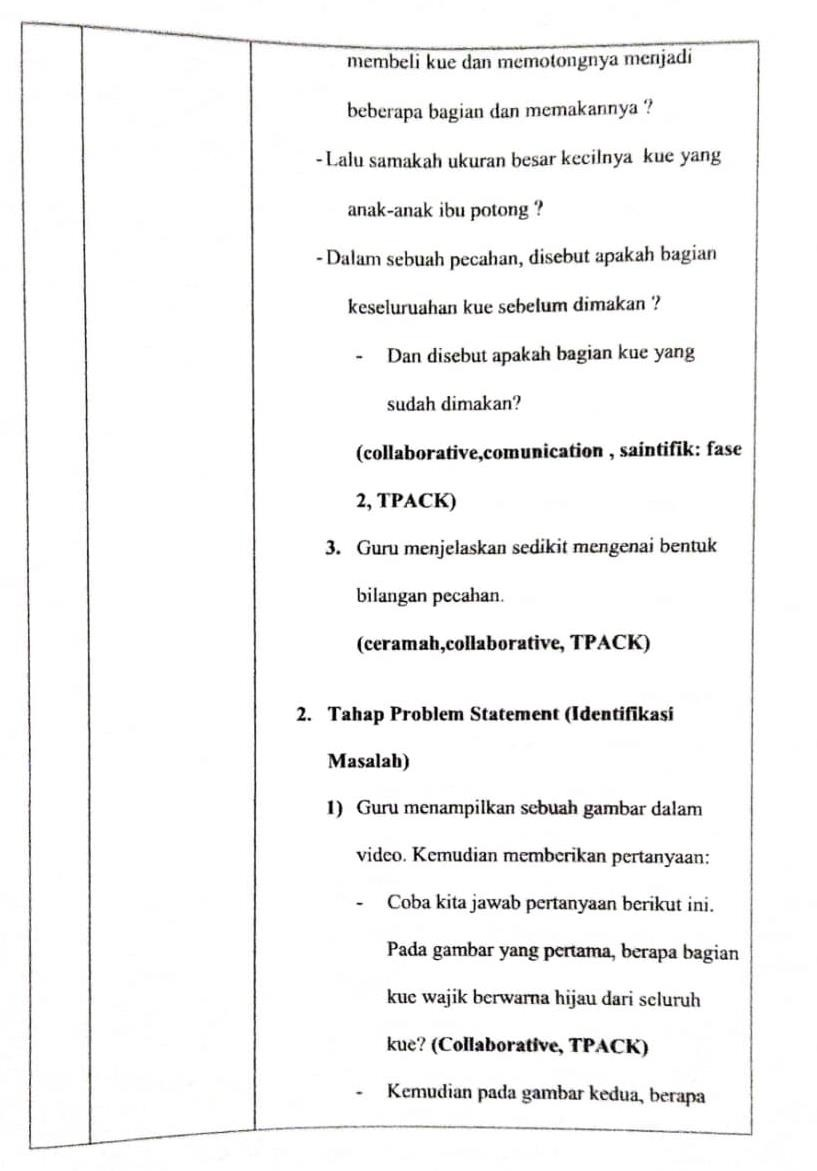 membeli kue dan memotongnya menjadi
beberapa bagian dan memakannya ?
- Lalu samakah ukuran besar kecilnya kue yang
anak-anak ibu potong ?
- Dalam sebuah pecahan, disebut apakah bagian
keseluruahan kue sebelum dimakan ?
- Dan disebut apakah bagian kue yang
sudah dimakan?
(collaborative,comunication , saintifik: fase
2, TPACK)
3. Guru menjelaskan sedikit mengenai bentuk
bilangan pecahan.
(ceramah,collaborative, TPACK)
2. Tahap Problem Statement (Identifikasi
Masalah)
1) Guru menampilkan sebuah gambar dalam
video. Kemudian memberikan pertanyaan:
- Coba kita jawab pertanyaan berikut ini.
Pada gambar yang pertama, berapa bagian
kue wajik berwarna hijau dari seluruh
kue? (Collaborative, TPACK)
- Kemudian pada gambar kedua, berapa